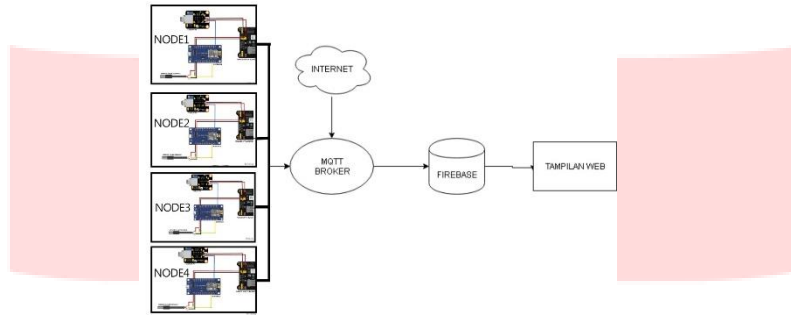 NODE1
NODE2
NODE3
NODE4
INTERNET
MQTT
BROKER
FIREBASE
TAMPILAN WEB